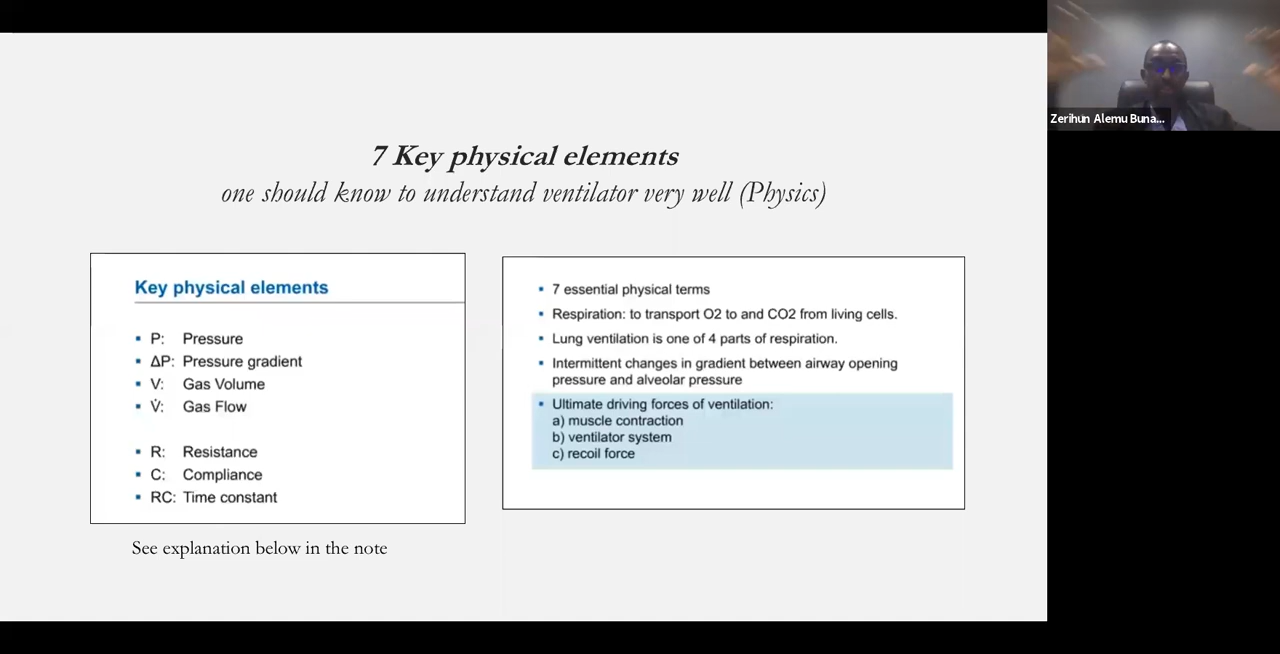 7 Key physical elements
one should know to understand ventilator very well (Physics)
Key physical elements
▪ P: Pressure
▪ ΔP: Pressure gradient
▪ V: Gas Volume
▪ V̇: Gas Flow
▪ R: Resistance
▪ C: Compliance
▪ RC: Time constant
See explanation below in the note
▪ 7 essential physical terms
▪ Respiration: to transport O2 to and CO2 from living cells.
▪ Lung ventilation is one of 4 parts of respiration.
▪ Intermittent changes in gradient between airway opening
pressure and alveolar pressure
▪ Ultimate driving forces of ventilation:
a) muscle contraction
b) ventilator system
c) recoil force
Zerihun Alemu Buna...